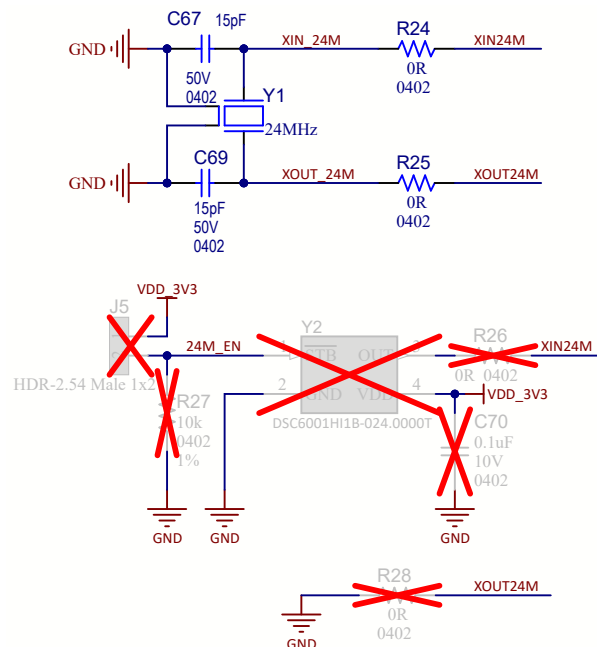 C67 15pF
GND
50V
0402
XIN_24M
R24
0R
0402
XIN24M
Y1
24MHz
C69
GND
15pF
50V
0402
XOUT_24M
R25
0R
0402
XOUT24M
J5
VDD_3V3
HDR-2.54 Male 1x2
24M_EN
R27
10k
0402
1%
GND
Y2
1 STB OUT 3
2 GND VDD 4
DSC6001HI1B-024.0000T
GND
R26
0R 0402
XIN24M
VDD_3V3
C70
0.1uF
10V
0402
GND
R28
0R
0402
XOUT24M
GND